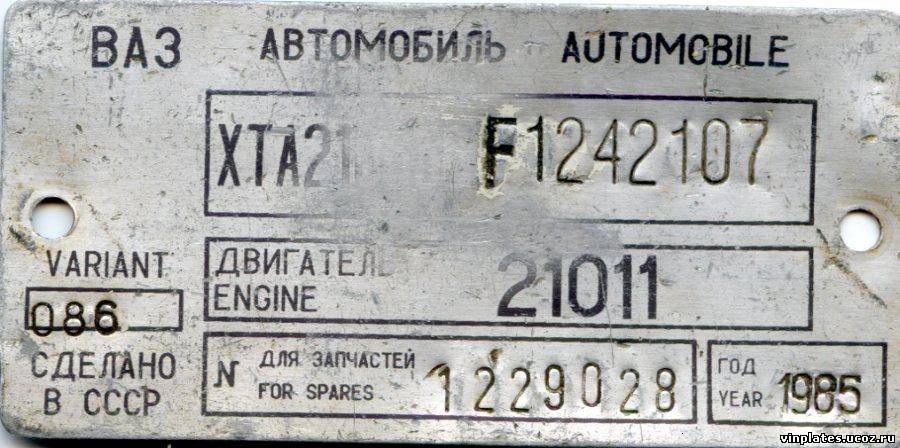 ВАЗ АВТОМОБИЛЬ AUTOMOBILE
XTA21 F1242107
VARIANT
086
ДВИГАТЕЛЬ
ENGINE 21011
СДЕЛАНО
В СССР
N ДЛЯ ЗАПЧАСТЕЙ
FOR SPARES 1229028
ГОД
YEAR 1985
vinplates.ucoz.ru